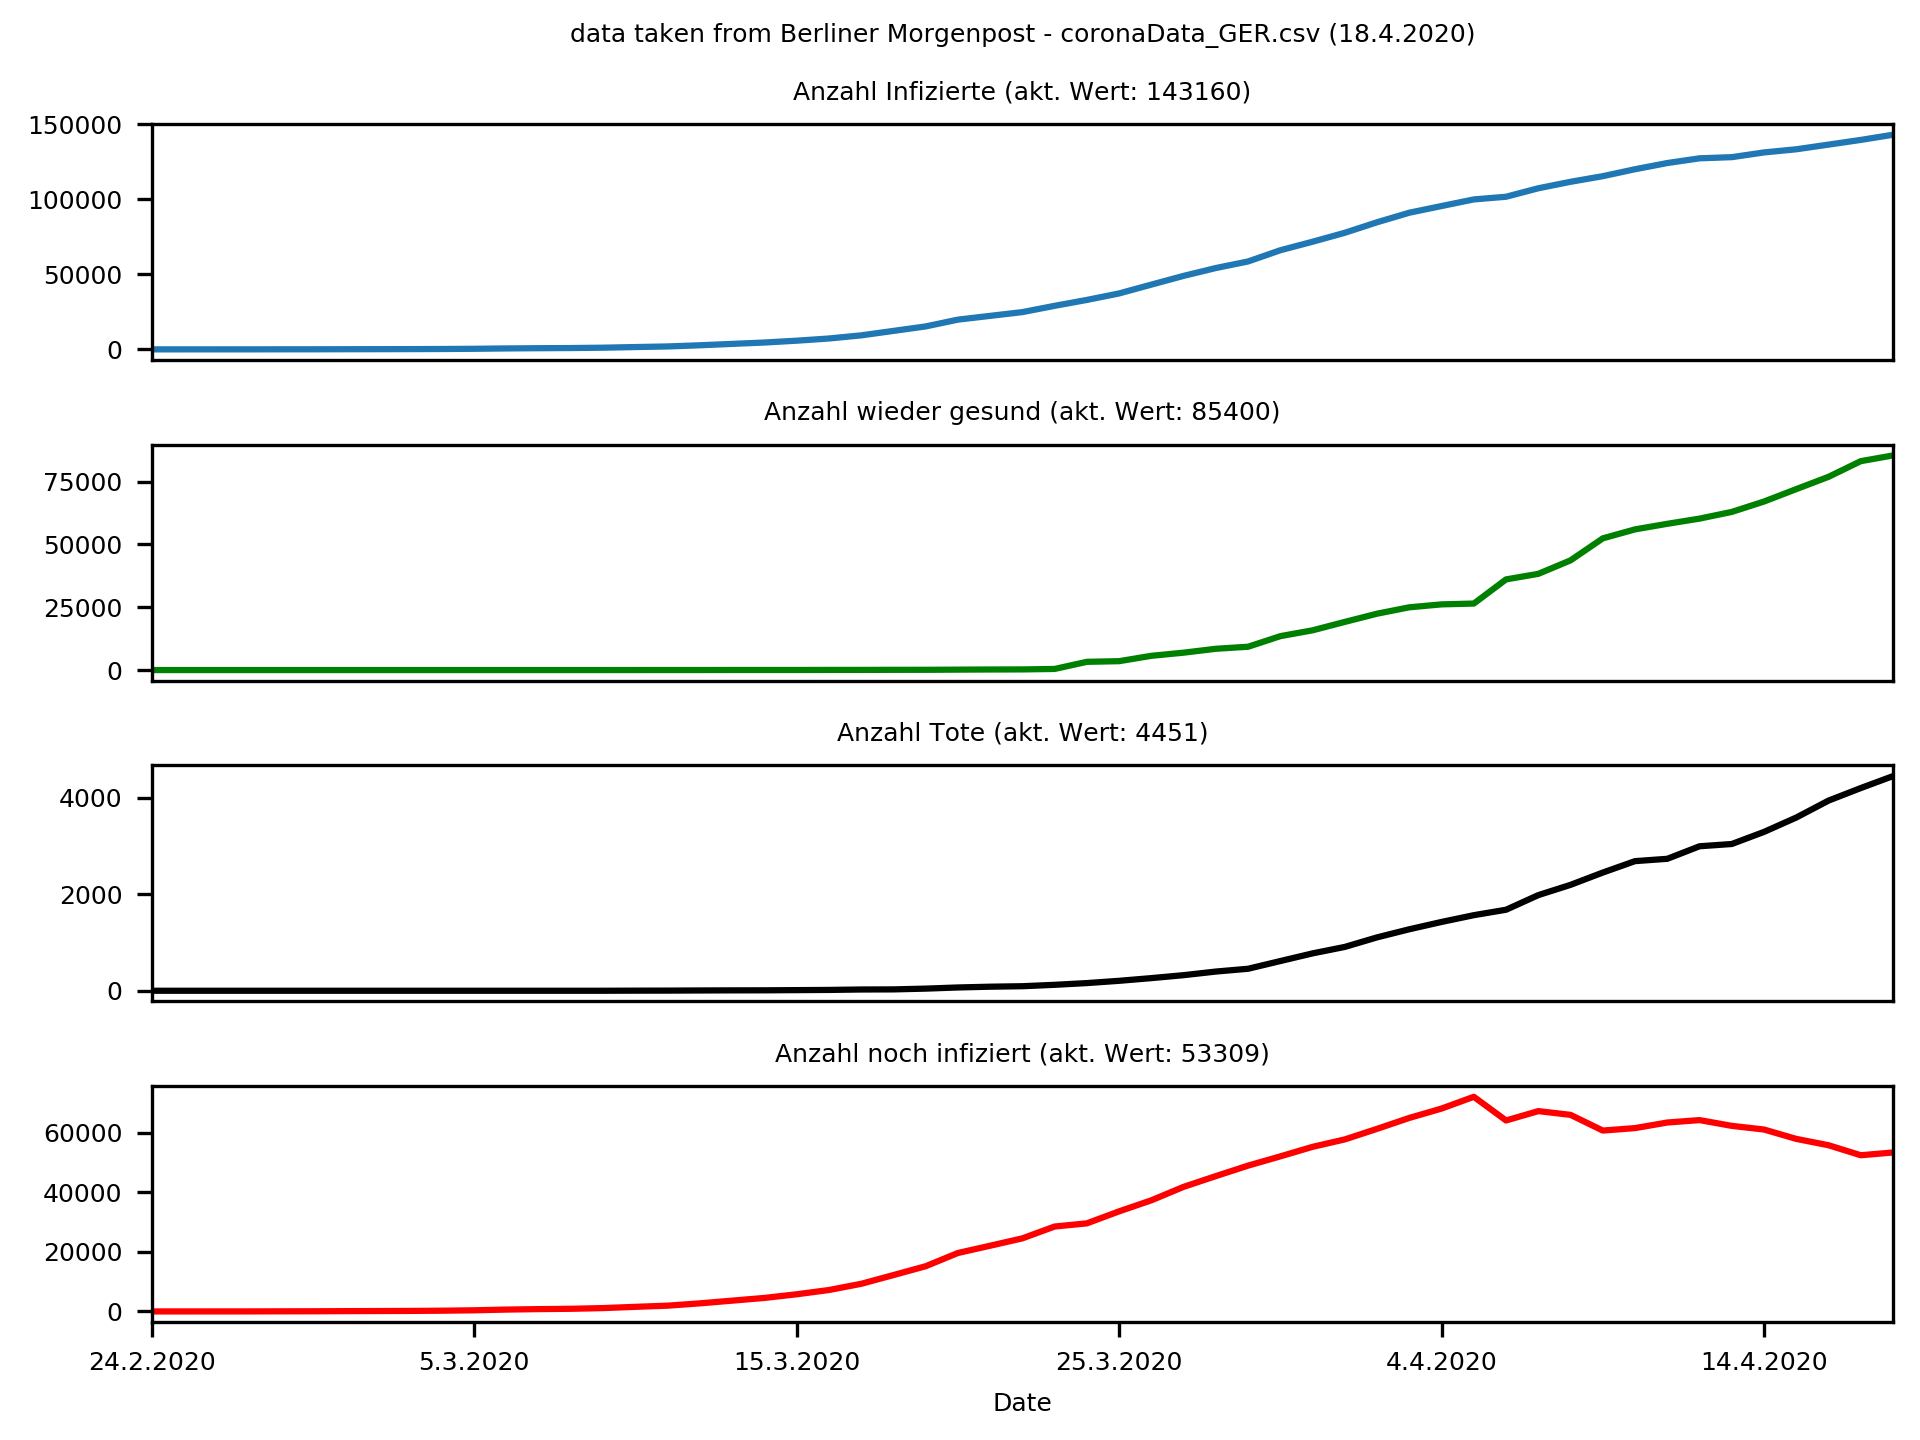 data taken from Berliner Morgenpost - coronaData_GER.csv (18.4.2020)
Anzahl Infizierte (akt. Wert: 143160)
150000
100000
50000
0
Anzahl wieder gesund (akt. Wert: 85400)
75000
50000
25000
0
Anzahl Tote (akt. Wert: 4451)
4000
2000
0
Anzahl noch infiziert (akt. Wert: 53309)
60000
40000
20000
0
24.2.2020 5.3.2020 15.3.2020 25.3.2020 4.4.2020 14.4.2020
Date